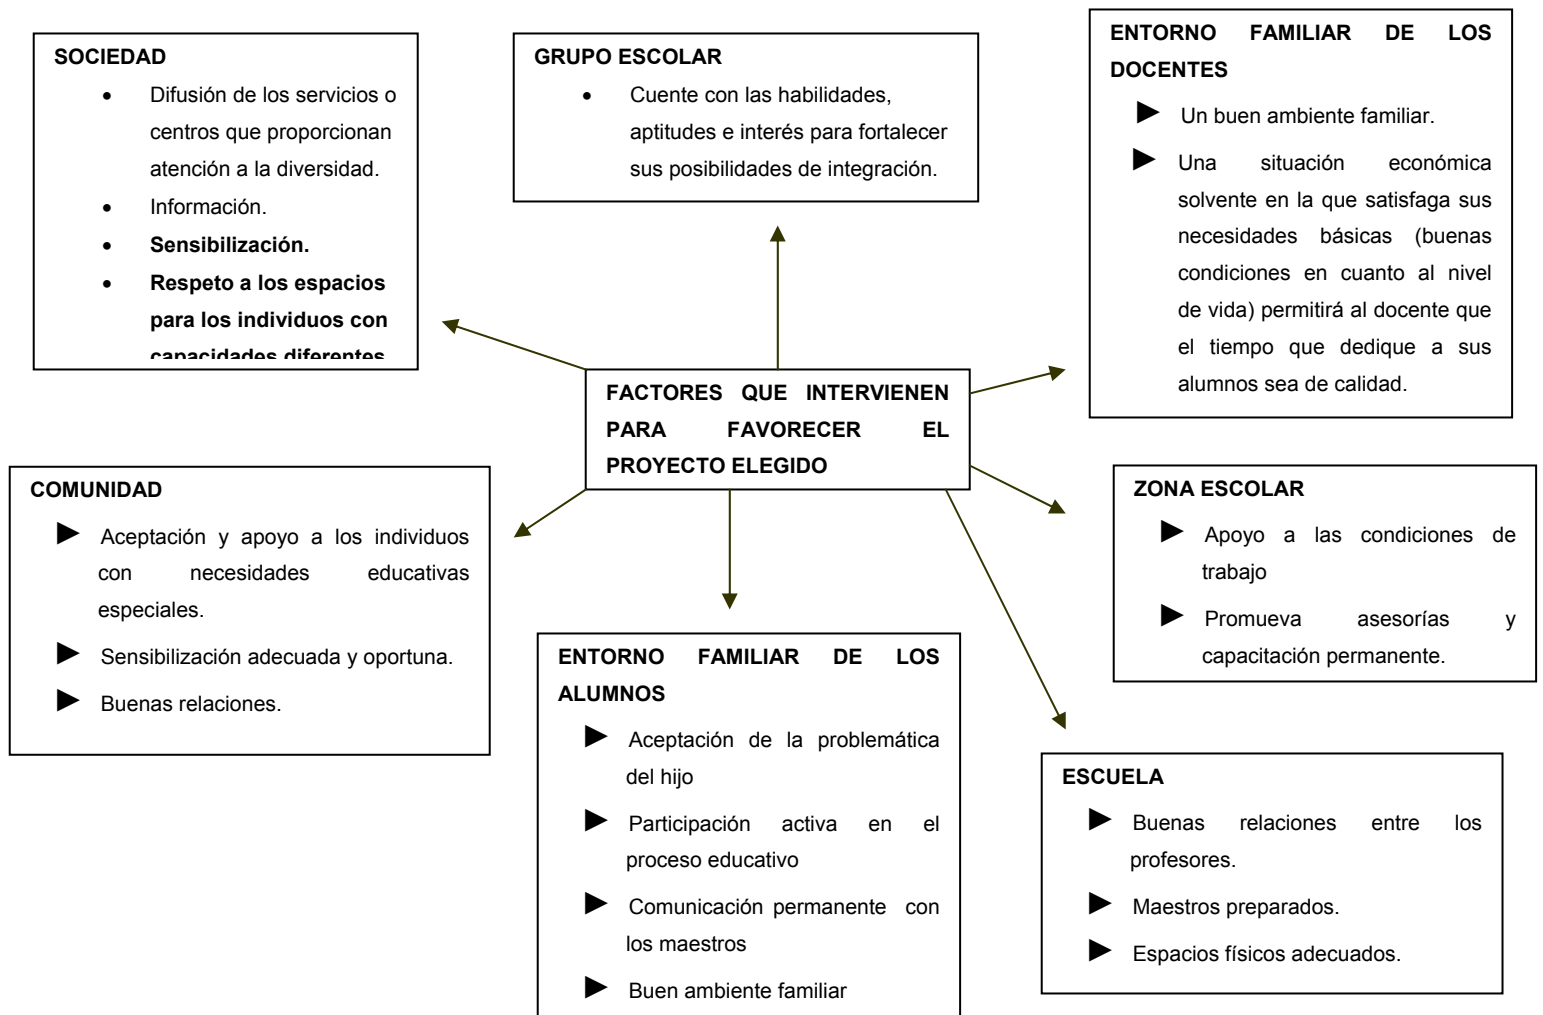 SOCIEDAD
• Difusión de los servicios o
centros que proporcionan
atención a la diversidad.
• Información.
• Sensibilización.
• Respeto a los espacios
para los individuos con
capacidades diferentes
GRUPO ESCOLAR
• Cuente con las habilidades,
aptitudes e interés para fortalecer
sus posibilidades de integración.
ENTORNO FAMILIAR DE LOS
DOCENTES
► Un buen ambiente familiar.
► Una situación económica
solvente en la que satisfaga sus
necesidades básicas (buenas
condiciones en cuanto al nivel
de vida) permitirá al docente que
el tiempo que dedique a sus
alumnos sea de calidad.
FACTORES QUE INTERVIENEN
PARA FAVORECER EL
PROYECTO ELEGIDO
COMUNIDAD
► Aceptación y apoyo a los individuos
con necesidades educativas
especiales.
► Sensibilización adecuada y oportuna.
► Buenas relaciones.
ENTORNO FAMILIAR DE LOS
ALUMNOS
► Aceptación de la problemática
del hijo
► Participación activa en el
proceso educativo
► Comunicación permanente con
los maestros
► Buen ambiente familiar
ZONA ESCOLAR
► Apoyo a las condiciones de
trabajo
► Promueva asesorías y
capacitación permanente.
ESCUELA
► Buenas relaciones entre los
profesores.
► Maestros preparados.
► Espacios físicos adecuados.